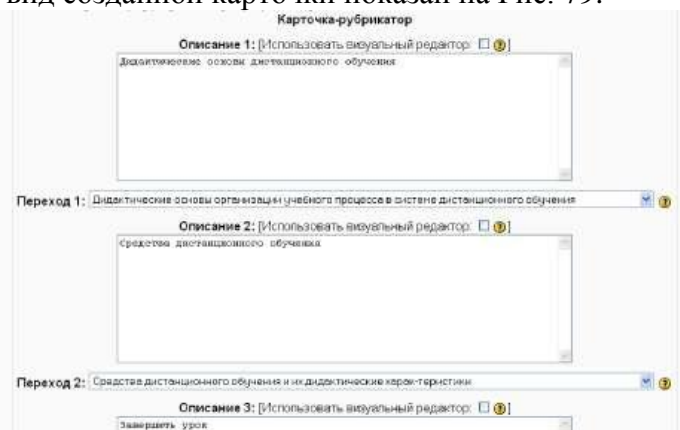 вид созданной карточки показан на Рис. 79.
Карточка-рубрикатор
Описание 1: [Использовать визуальный редактор: ]
Дидактические основы дистанционного обучения
Переход 1: Дидактические основы организации учебного процесса в системе дистанционного обучения
Описание 2: [Использовать визуальный редактор: ]
Средства дистанционного обучения
Переход 2: Средства дистанционного обучения и их дидактические харак-теристики
Описание 3: [Использовать визуальный редактор: ]
Завершить урок